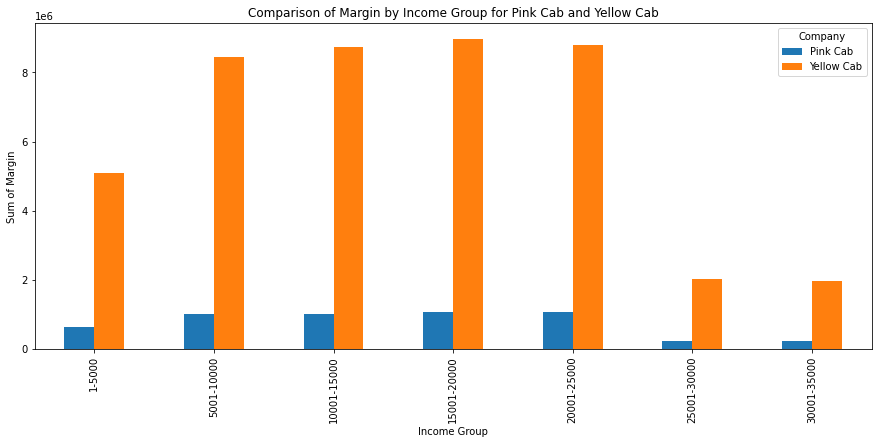 Comparison of Margin by Income Group for Pink Cab and Yellow Cab
1e6
Company
Pink Cab
Yellow Cab
8
6
4
2
0
Sum of Margin
1-5000
5001-10000
10001-15000
15001-20000
20001-25000
25001-30000
30001-35000
Income Group